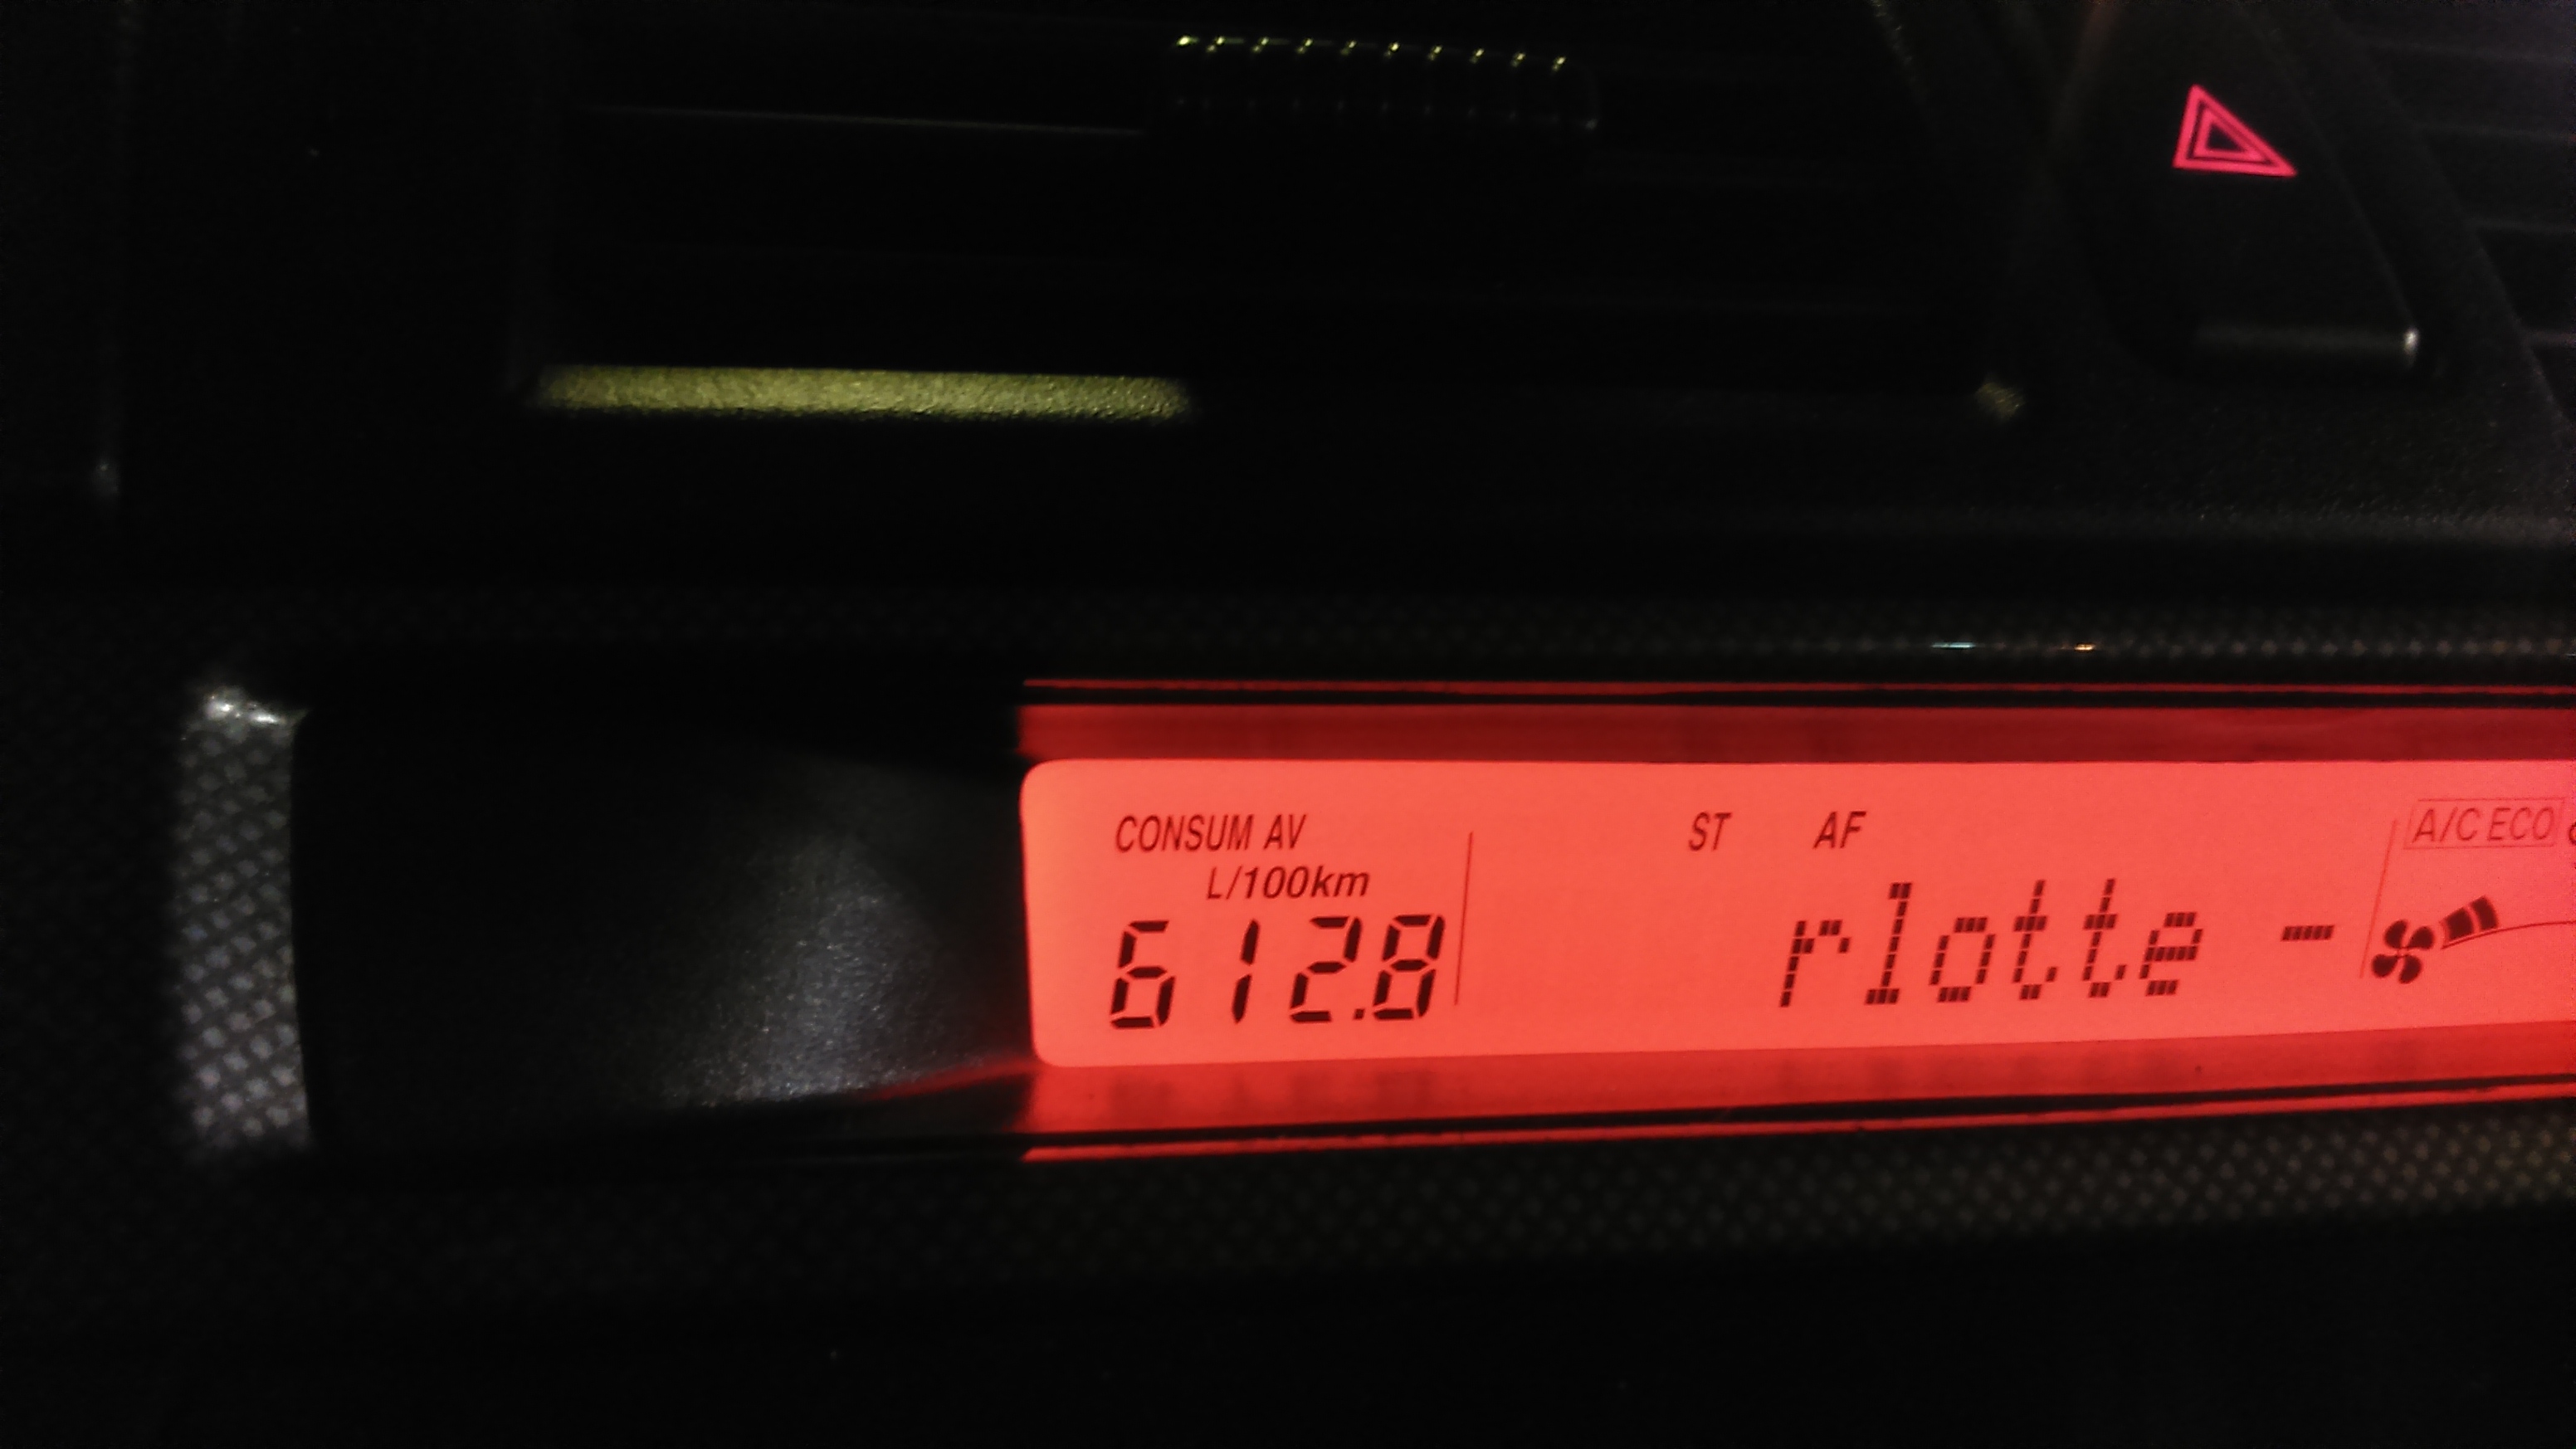 CONSUM AV
L/100km
612.8
ST AF
rlotte -
A/C ECO